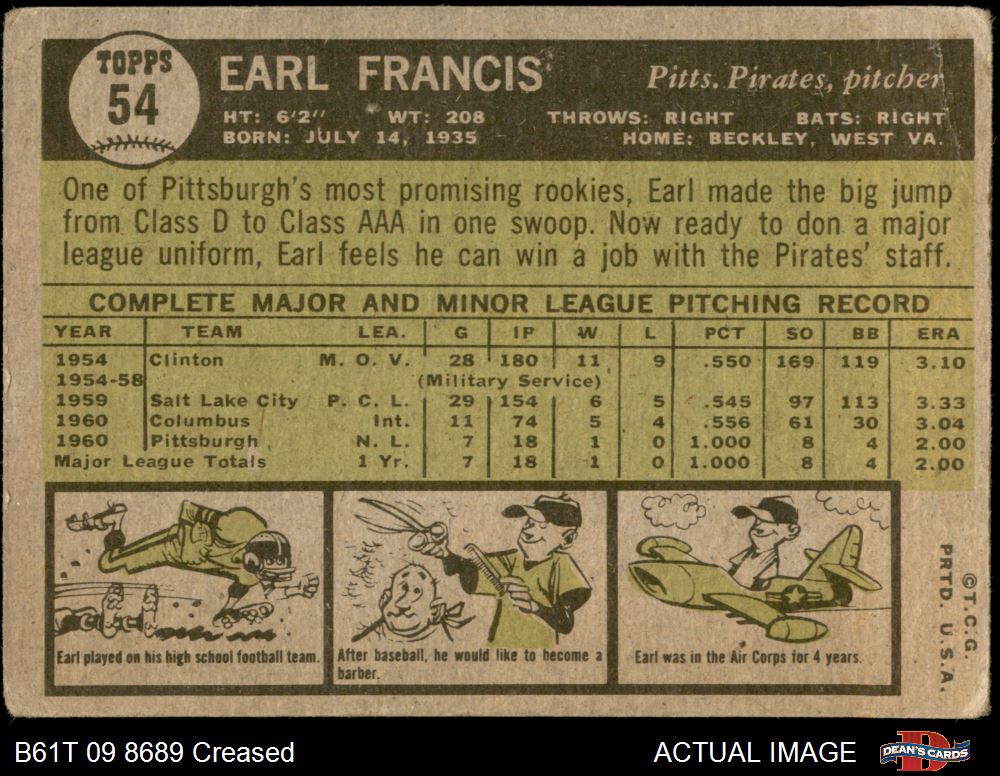 TOPPS
54
EARL FRANCIS
Pitts. Pirates, pitcher
HT: 6'2" WT: 208 THROWS: RIGHT BATS: RIGHT
BORN: JULY 14, 1935 HOME: BECKLEY, WEST VA.
One of Pittsburgh's most promising rookies, Earl made the big jump
from Class D to Class AAA in one swoop. Now ready to don a major
league uniform, Earl feels he can win a job with the Pirates' staff.
COMPLETE MAJOR AND MINOR LEAGUE PITCHING RECORD
YEAR TEAM LEA. G IP W L PCT SO BB ERA
1954 Clinton M. O. V. 28 180 11 9 .550 169 119 3.10
1954-58 (Military Service)
1959 Salt Lake City P. C. L. 29 154 6 5 .545 97 113 3.33
1960 Columbus Int. 11 74 5 4 .556 61 30 3.04
1960 Pittsburgh N. L. 7 18 1 0 1.000 8 4 2.00
Major League Totals 1 Yr. 7 18 1 0 1.000 8 4 2.00
Earl played on his high school football team.
After baseball, he would like to become a
barber.
Earl was in the Air Corps for 4 years.
©T.C.G.
PRTD. U.S.A.
B61T 09 8689 Creased
ACTUAL IMAGE
D
DEAN'S CARDS